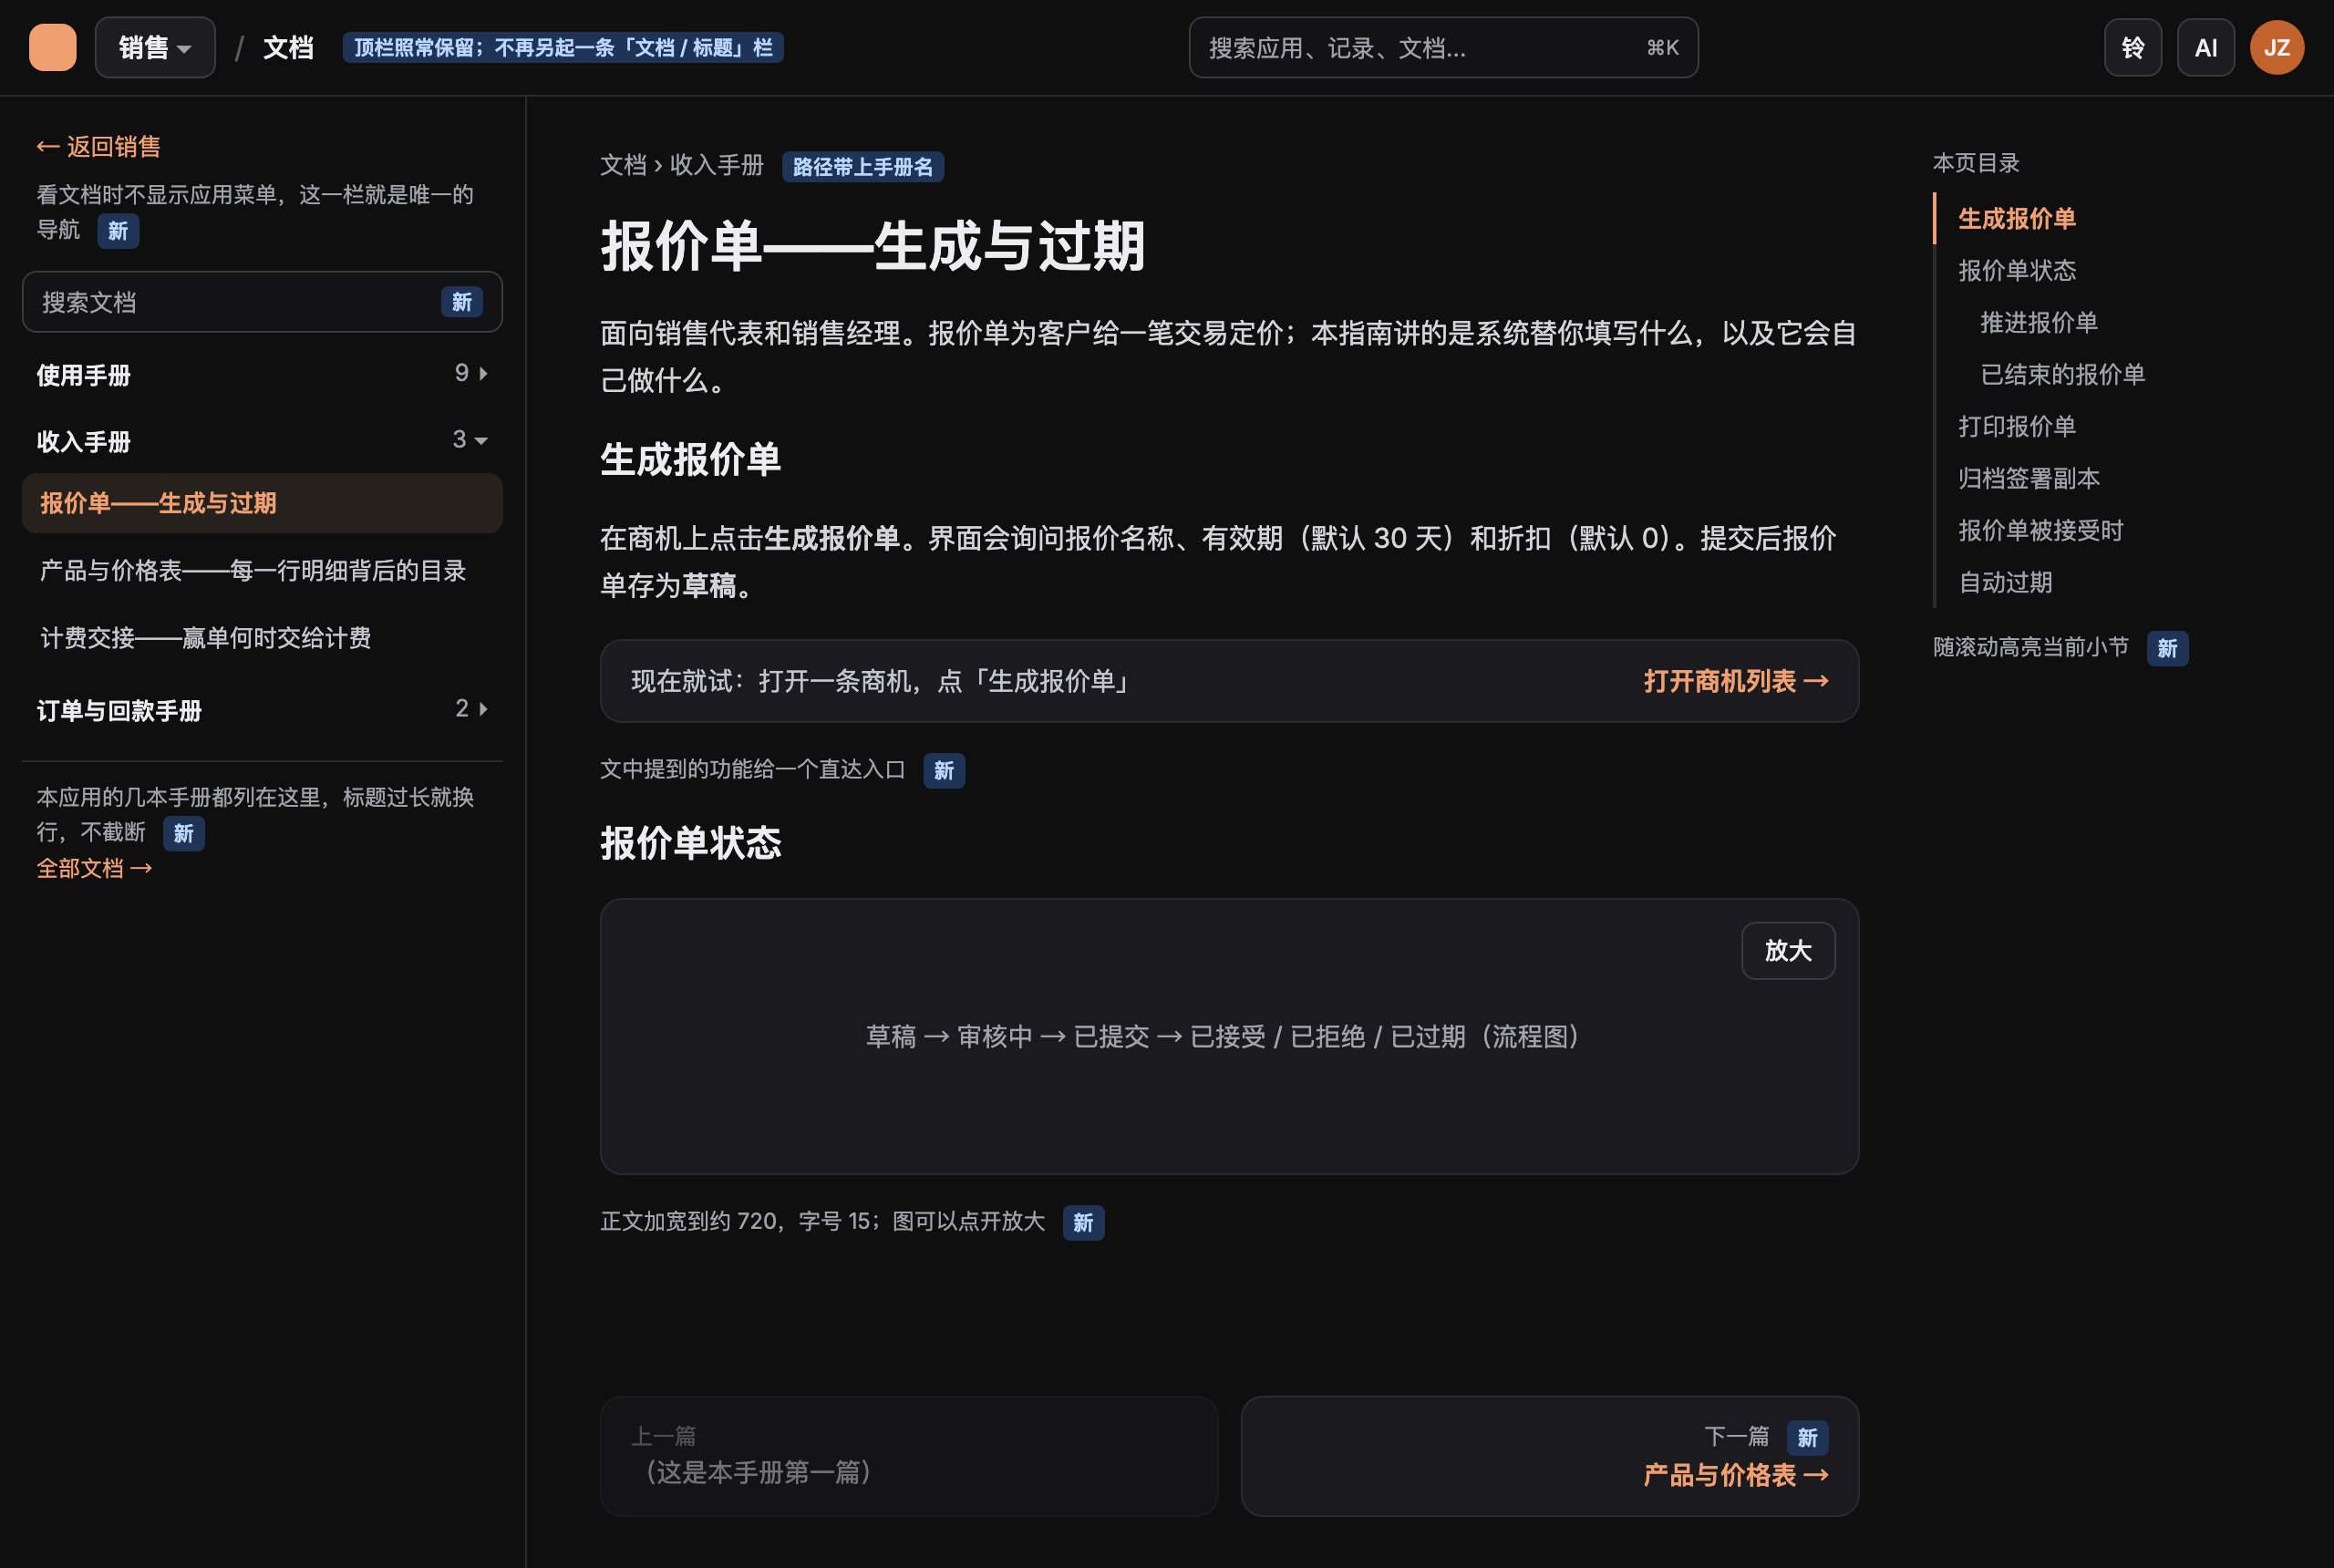 销售
/
文档
顶栏照常保留；不再另起一条「文档 / 标题」栏
搜索应用、记录、文档...
⌘K
铃
AI
JZ
← 返回销售
看文档时不显示应用菜单，这一栏就是唯一的
导航 新
搜索文档 新
使用手册 9
收入手册 3
报价单——生成与过期
产品与价格表——每一行明细背后的目录
计费交接——赢单何时交给计费
订单与回款手册 2
本应用的几本手册都列在这里，标题过长就换
行，不截断 新
全部文档 →
文档 › 收入手册 路径带上手册名
报价单——生成与过期
面向销售代表和销售经理。报价单为客户给一笔交易定价；本指南讲的是系统替你填写什么，以及它会自
己做什么。
生成报价单
在商机上点击生成报价单。界面会询问报价名称、有效期（默认 30 天）和折扣（默认 0）。提交后报价
单存为草稿。
现在就试：打开一条商机，点「生成报价单」 打开商机列表 →
文中提到的功能给一个直达入口 新
报价单状态
放大
草稿 → 审核中 → 已提交 → 已接受 / 已拒绝 / 已过期（流程图）
正文加宽到约 720，字号 15；图可以点开放大 新
上一篇
（这是本手册第一篇）
下一篇 新
产品与价格表 →
本页目录
生成报价单
报价单状态
推进报价单
已结束的报价单
打印报价单
归档签署副本
报价单被接受时
自动过期
随滚动高亮当前小节 新